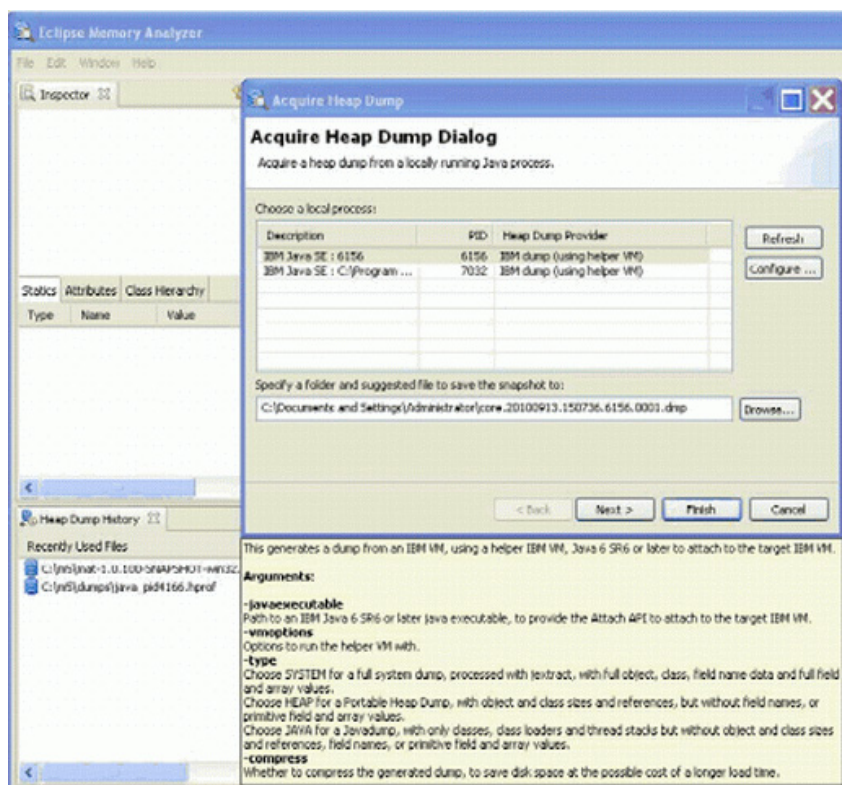 Eclipse Memory Analyzer
File Edit Window Help
Inspector
Acquire Heap Dump
Acquire Heap Dump Dialog
Acquire a heap dump from a locally running Java process.
Choose a local process:
Description PID Heap Dump Provider
IBM Java SE : 6156 6156 IBM dump (using helper VM)
IBM Java SE : C:\Program ... 7032 IBM dump (using helper VM)
Refresh
Configure ...
Statics Attributes Class Hierarchy
Type Name Value
Specify a folder and suggested file to save the snapshot to:
C:\Documents and Settings\Administrator\core.20100913.150736.6156.0001.dmp
Browse...
< Back Next > Finish Cancel
Heap Dump History
Recently Used Files
C:\m5\mat-1.0.100-SNAPSHOT-win32.
C:\m5\dumps\java_pid4166.hprof
This generates a dump from an IBM VM, using a helper IBM VM, Java 6 SR6 or later to attach to the target IBM VM.
Arguments:
-javaexecutable
Path to an IBM Java 6 SR6 or later java executable, to provide the Attach API to attach to the target IBM VM.
-vmoptions
Options to run the helper VM with.
-type
Choose SYSTEM for a full system dump, processed with jextract, with full object, class, field name data and full field
and array values.
Choose HEAP for a Portable Heap Dump, with object and class sizes and references, but without field names, or
primitive field and array values.
Choose JAVA for a Javadump, with only classes, class loaders and thread stacks but without object and class sizes
and references, field names, or primitive field and array values.
-compress
Whether to compress the generated dump, to save disk space at the possible cost of a longer load time.